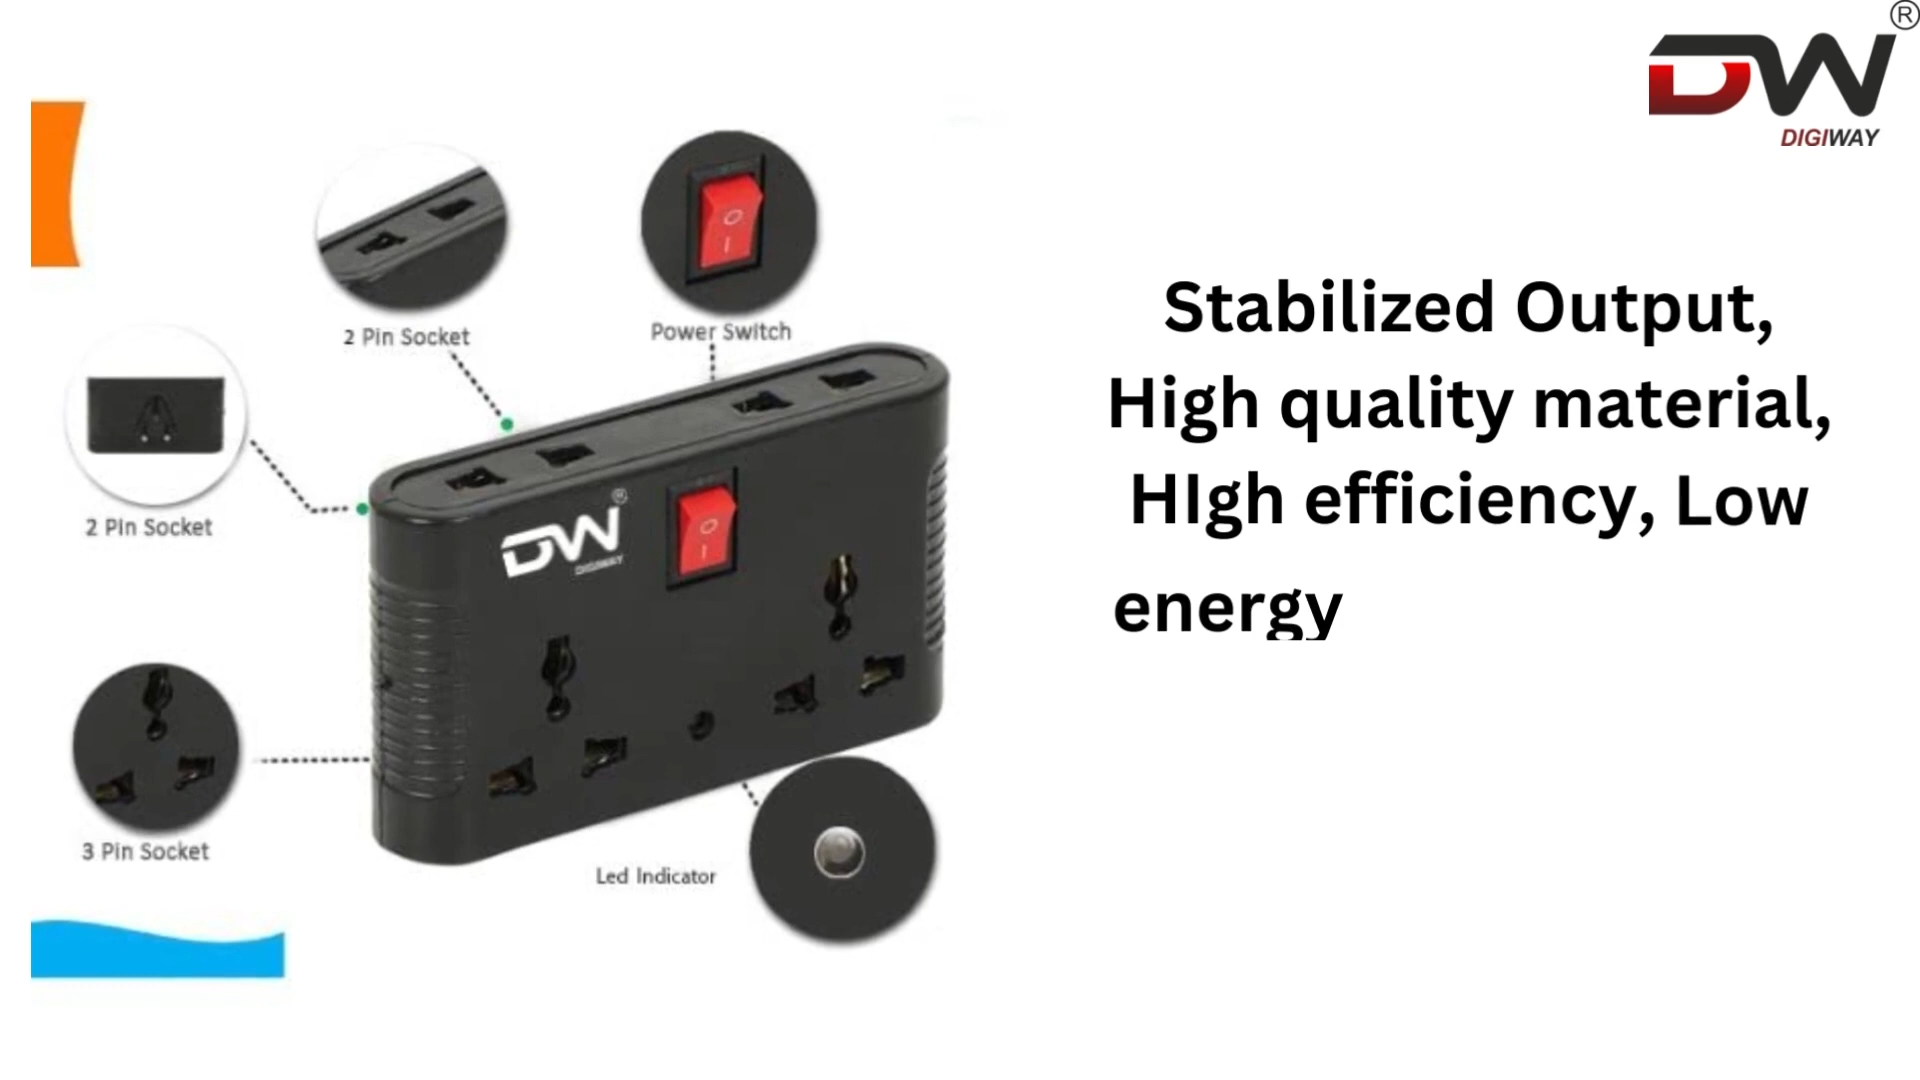 ®
DW
DIGIWAY
2 Pin Socket
Power Switch
2 Pin Socket
3 Pin Socket
Led Indicator
DW
®
DIGIWAY
O
I
O
I
Stabilized Output,
High quality material,
HIgh efficiency, Low
energy